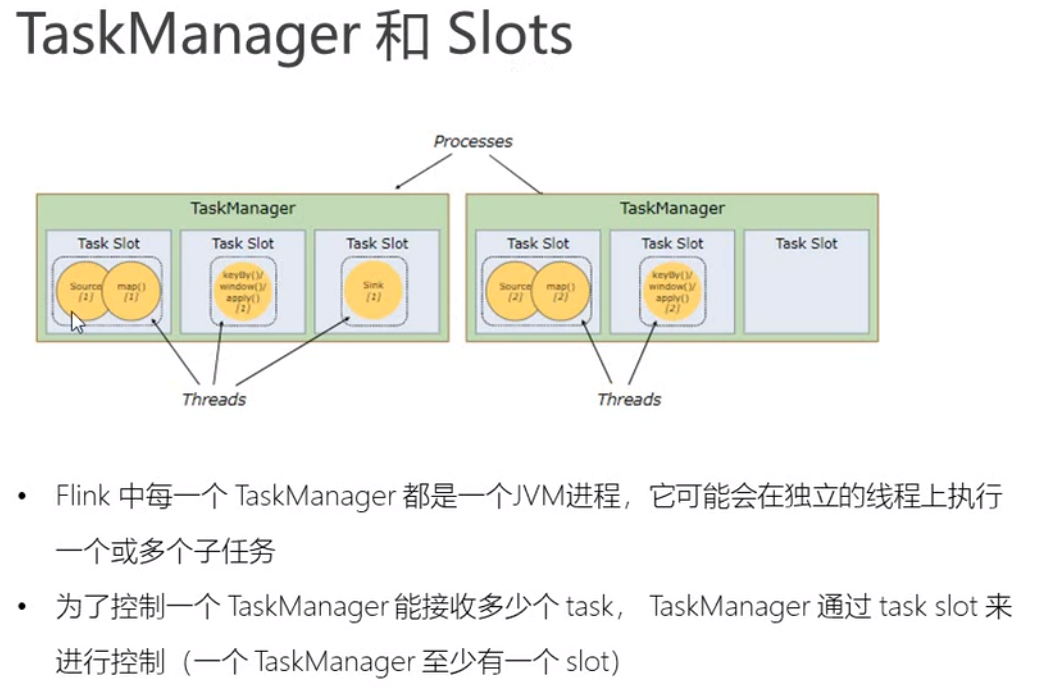 TaskManager 和 Slots
Processes
TaskManager
TaskManager
Task Slot
Task Slot
Task Slot
Task Slot
Task Slot
Task Slot
Source
[1]
map()
[1]
keyBy()/
window()/
apply()
[1]
Sink
[1]
Source
[2]
map()
[2]
keyBy()/
window()/
apply()
[2]
Threads
Threads
• Flink 中每一个 TaskManager 都是一个JVM进程，它可能会在独立的线程上执行
一个或多个子任务
• 为了控制一个 TaskManager 能接收多少个 task， TaskManager 通过 task slot 来
进行控制（一个 TaskManager 至少有一个 slot）